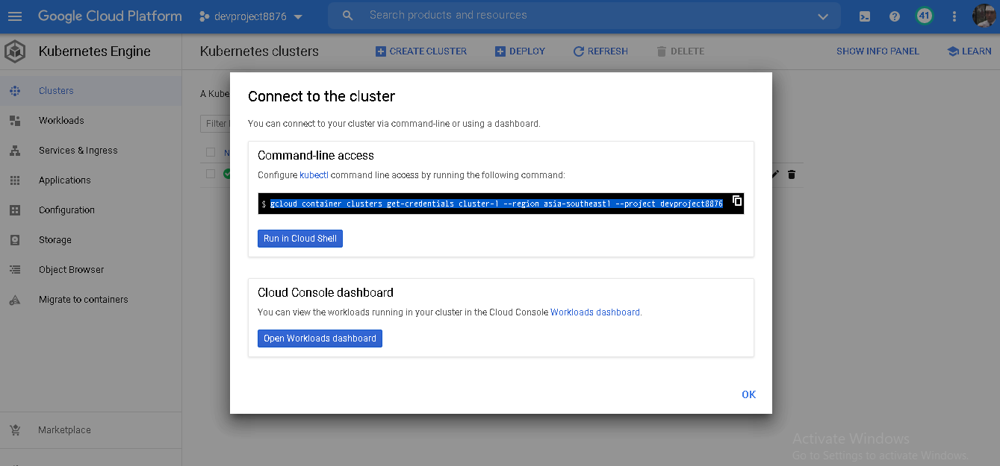 Google Cloud Platform
devproject8876
Search products and resources
41
Kubernetes Engine
Kubernetes clusters
CREATE CLUSTER
DEPLOY
REFRESH
DELETE
SHOW INFO PANEL
LEARN
Clusters
Workloads
Services & Ingress
Applications
Configuration
Storage
Object Browser
Migrate to containers
Marketplace
A Kube
Filter
N
Connect to the cluster
You can connect to your cluster via command-line or using a dashboard.
Command-line access
Configure kubectl command line access by running the following command:
$ gcloud container clusters get-credentials cluster-1 --region asia-southeast1 --project devproject8876
Run in Cloud Shell
Cloud Console dashboard
You can view the workloads running in your cluster in the Cloud Console Workloads dashboard.
Open Workloads dashboard
OK
Activate Windows
Go to Settings to activate Windows.